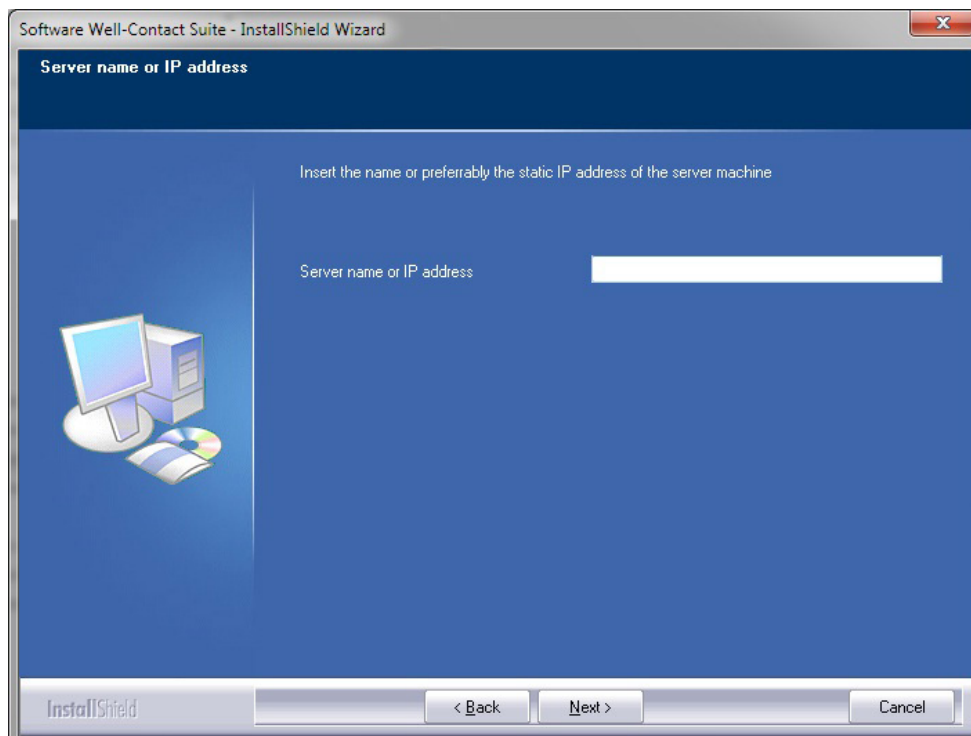 Software Well-Contact Suite - InstallShield Wizard
Server name or IP address
Insert the name or preferrably the static IP address of the server machine
Server name or IP address
InstallShield
< Back
Next >
Cancel